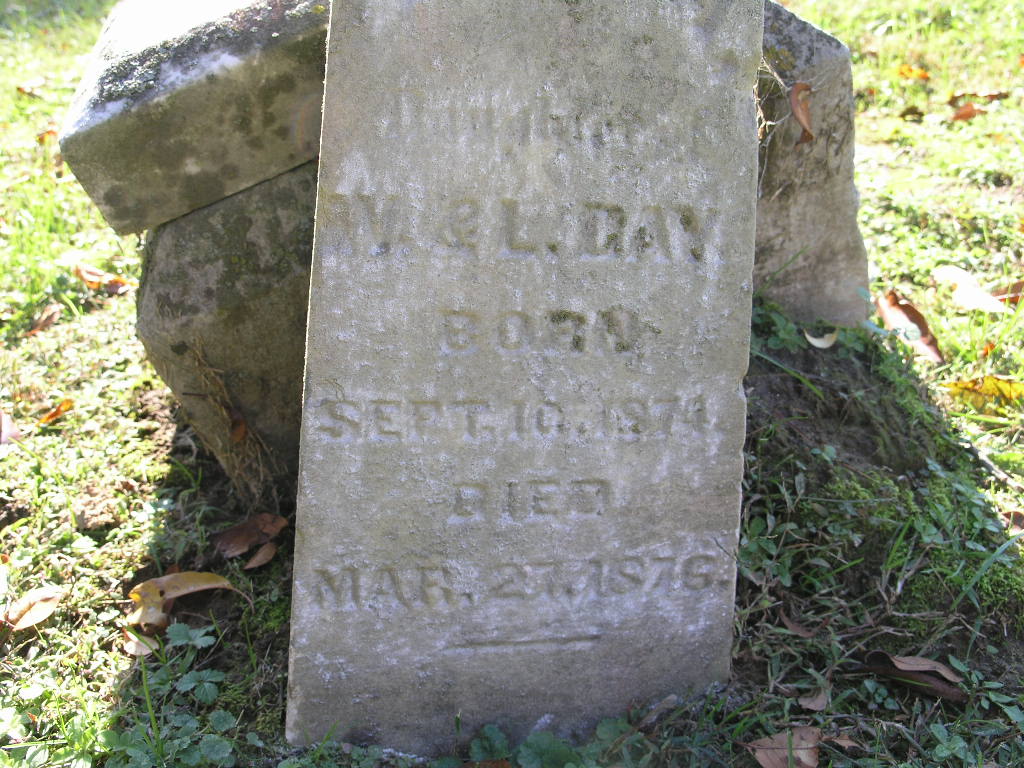 W. & L. DAY.
BORN
SEPT. 10. 1874.
DIED
MAR. 27. 1876.